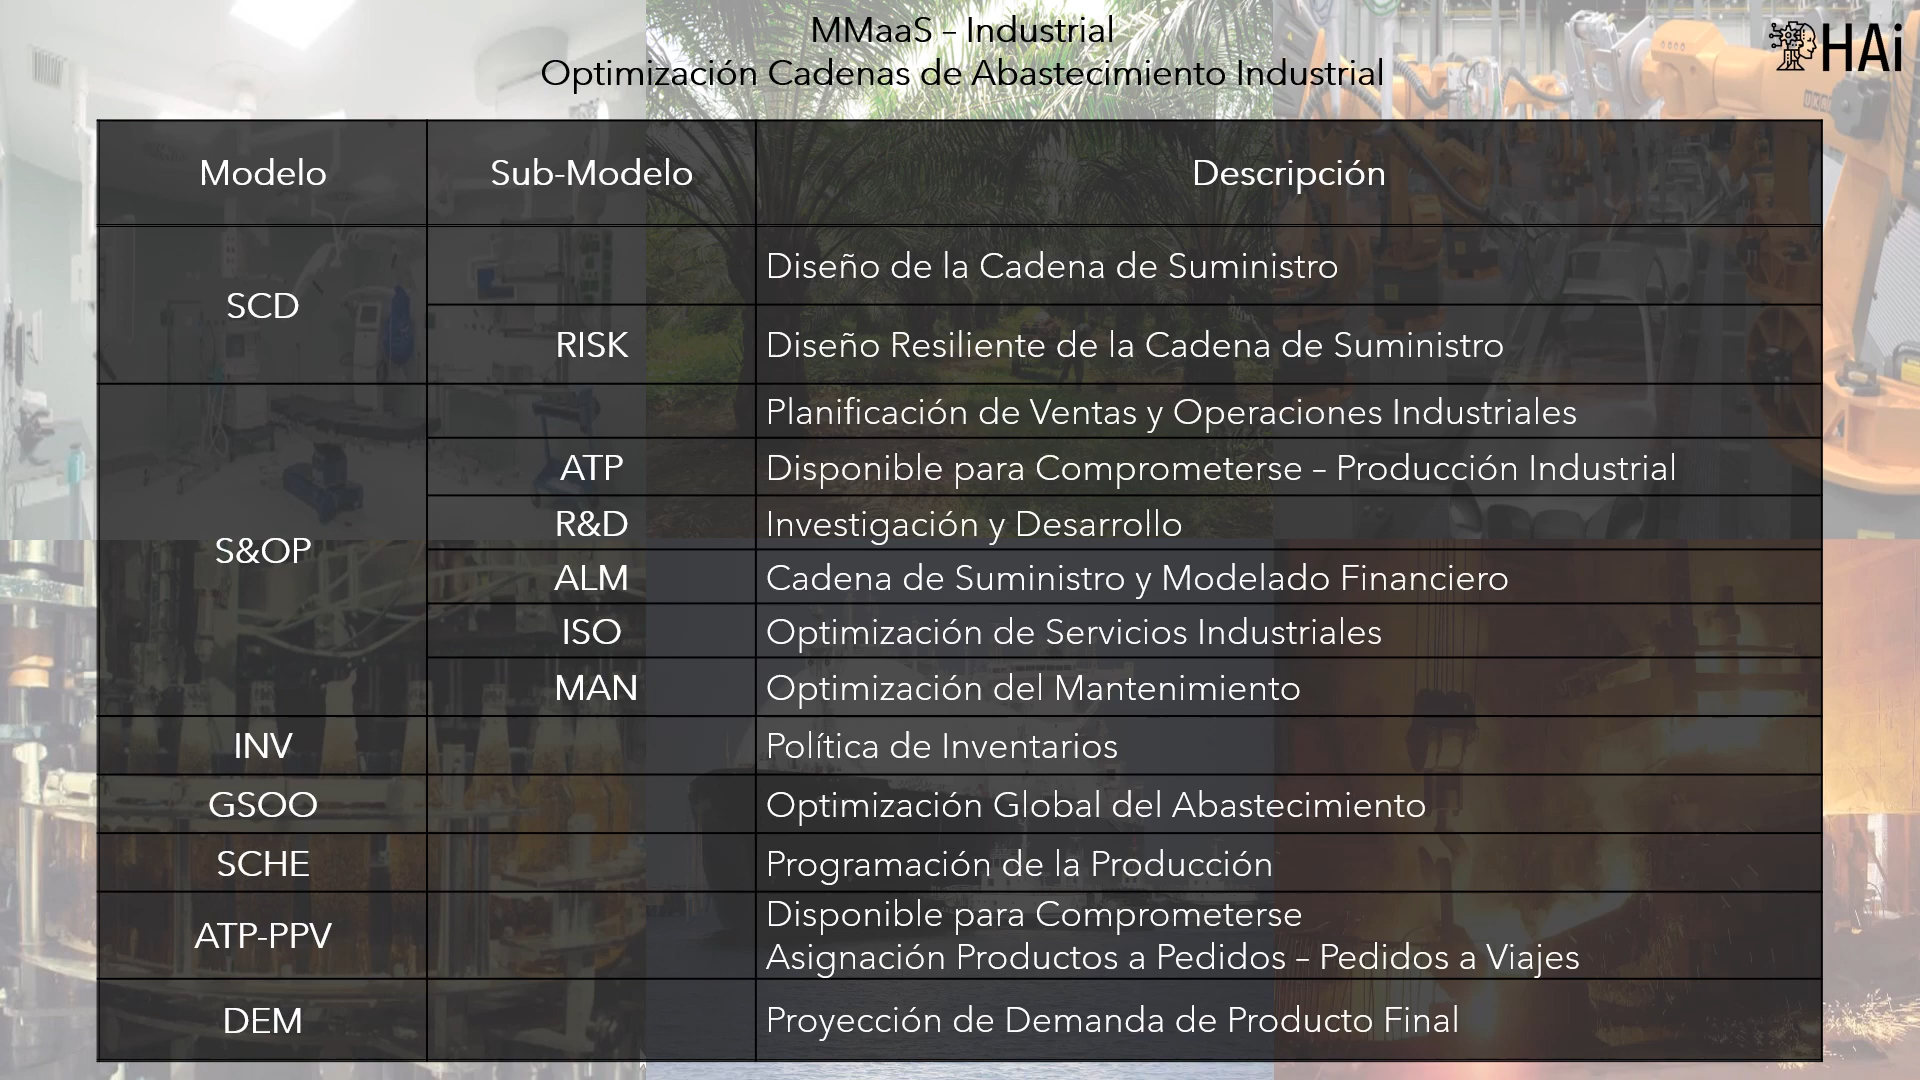 MMaaS – Industrial
Optimización Cadenas de Abastecimiento Industrial
HAi
Modelo Sub-Modelo Descripción
SCD
Diseño de la Cadena de Suministro
RISK Diseño Resiliente de la Cadena de Suministro
S&OP
Planificación de Ventas y Operaciones Industriales
ATP Disponible para Comprometerse – Producción Industrial
R&D Investigación y Desarrollo
ALM Cadena de Suministro y Modelado Financiero
ISO Optimización de Servicios Industriales
MAN Optimización del Mantenimiento
INV Política de Inventarios
GSOO Optimización Global del Abastecimiento
SCHE Programación de la Producción
ATP-PPV Disponible para Comprometerse
Asignación Productos a Pedidos – Pedidos a Viajes
DEM Proyección de Demanda de Producto Final